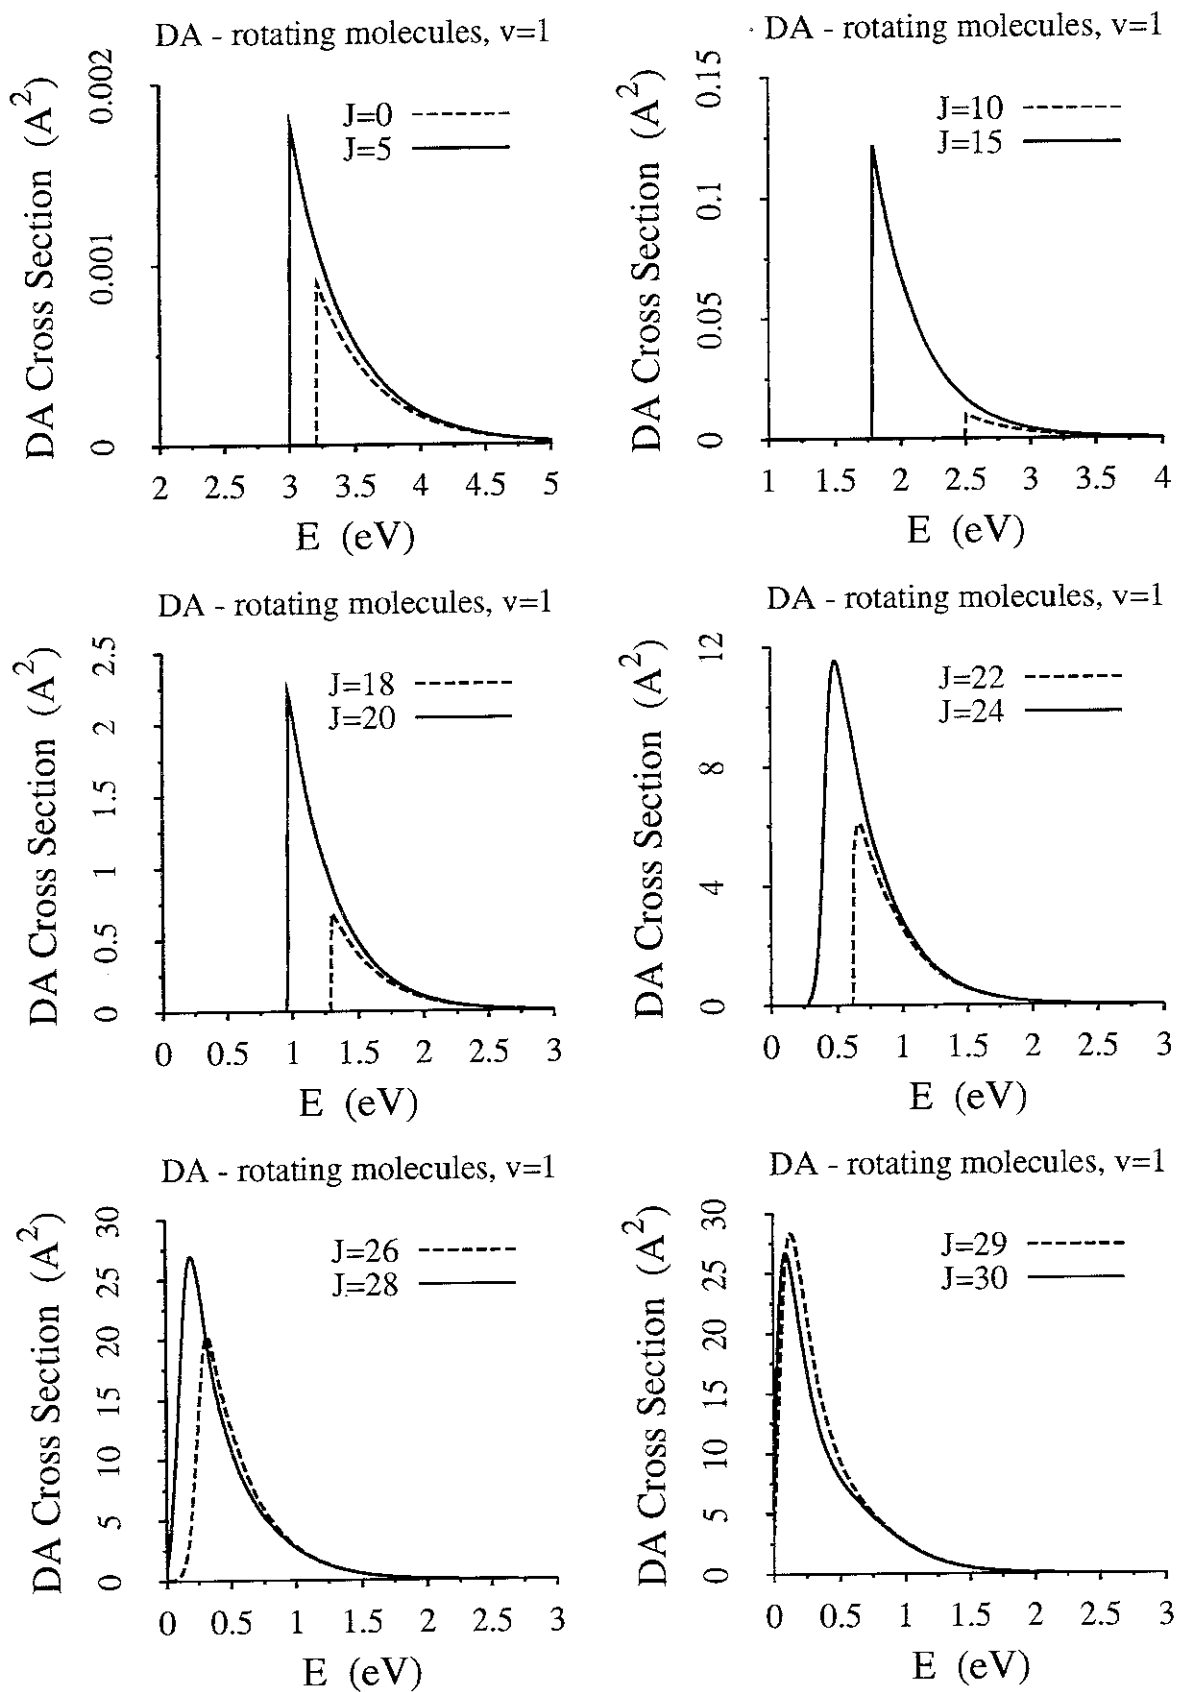 DA - rotating molecules, v=1
DA Cross Section (A²)
0.002
0.001
0
J=0
J=5
2 2.5 3 3.5 4 4.5 5
E (eV)
DA - rotating molecules, v=1
DA Cross Section (A²)
0.15
0.1
0.05
0
J=10
J=15
1 1.5 2 2.5 3 3.5 4
E (eV)
DA - rotating molecules, v=1
DA Cross Section (A²)
2.5
2
1.5
1
0.5
0
J=18
J=20
0 0.5 1 1.5 2 2.5 3
E (eV)
DA - rotating molecules, v=1
DA Cross Section (A²)
12
8
4
0
J=22
J=24
0 0.5 1 1.5 2 2.5 3
E (eV)
DA - rotating molecules, v=1
DA Cross Section (A²)
30
25
20
15
10
5
0
J=26
J=28
0 0.5 1 1.5 2 2.5 3
E (eV)
DA - rotating molecules, v=1
DA Cross Section (A²)
30
25
20
15
10
5
0
J=29
J=30
0 0.5 1 1.5 2 2.5 3
E (eV)